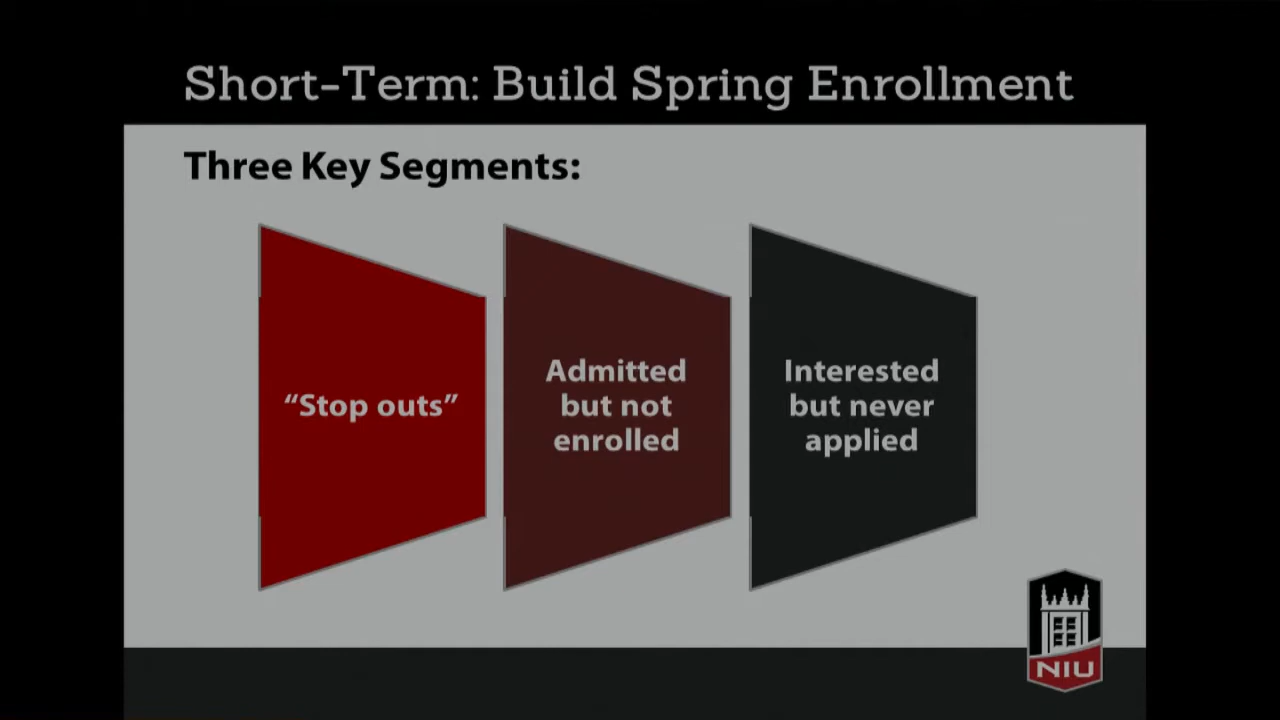 Short-Term: Build Spring Enrollment
Three Key Segments:
“Stop outs”
Admitted
but not
enrolled
Interested
but never
applied
NIU